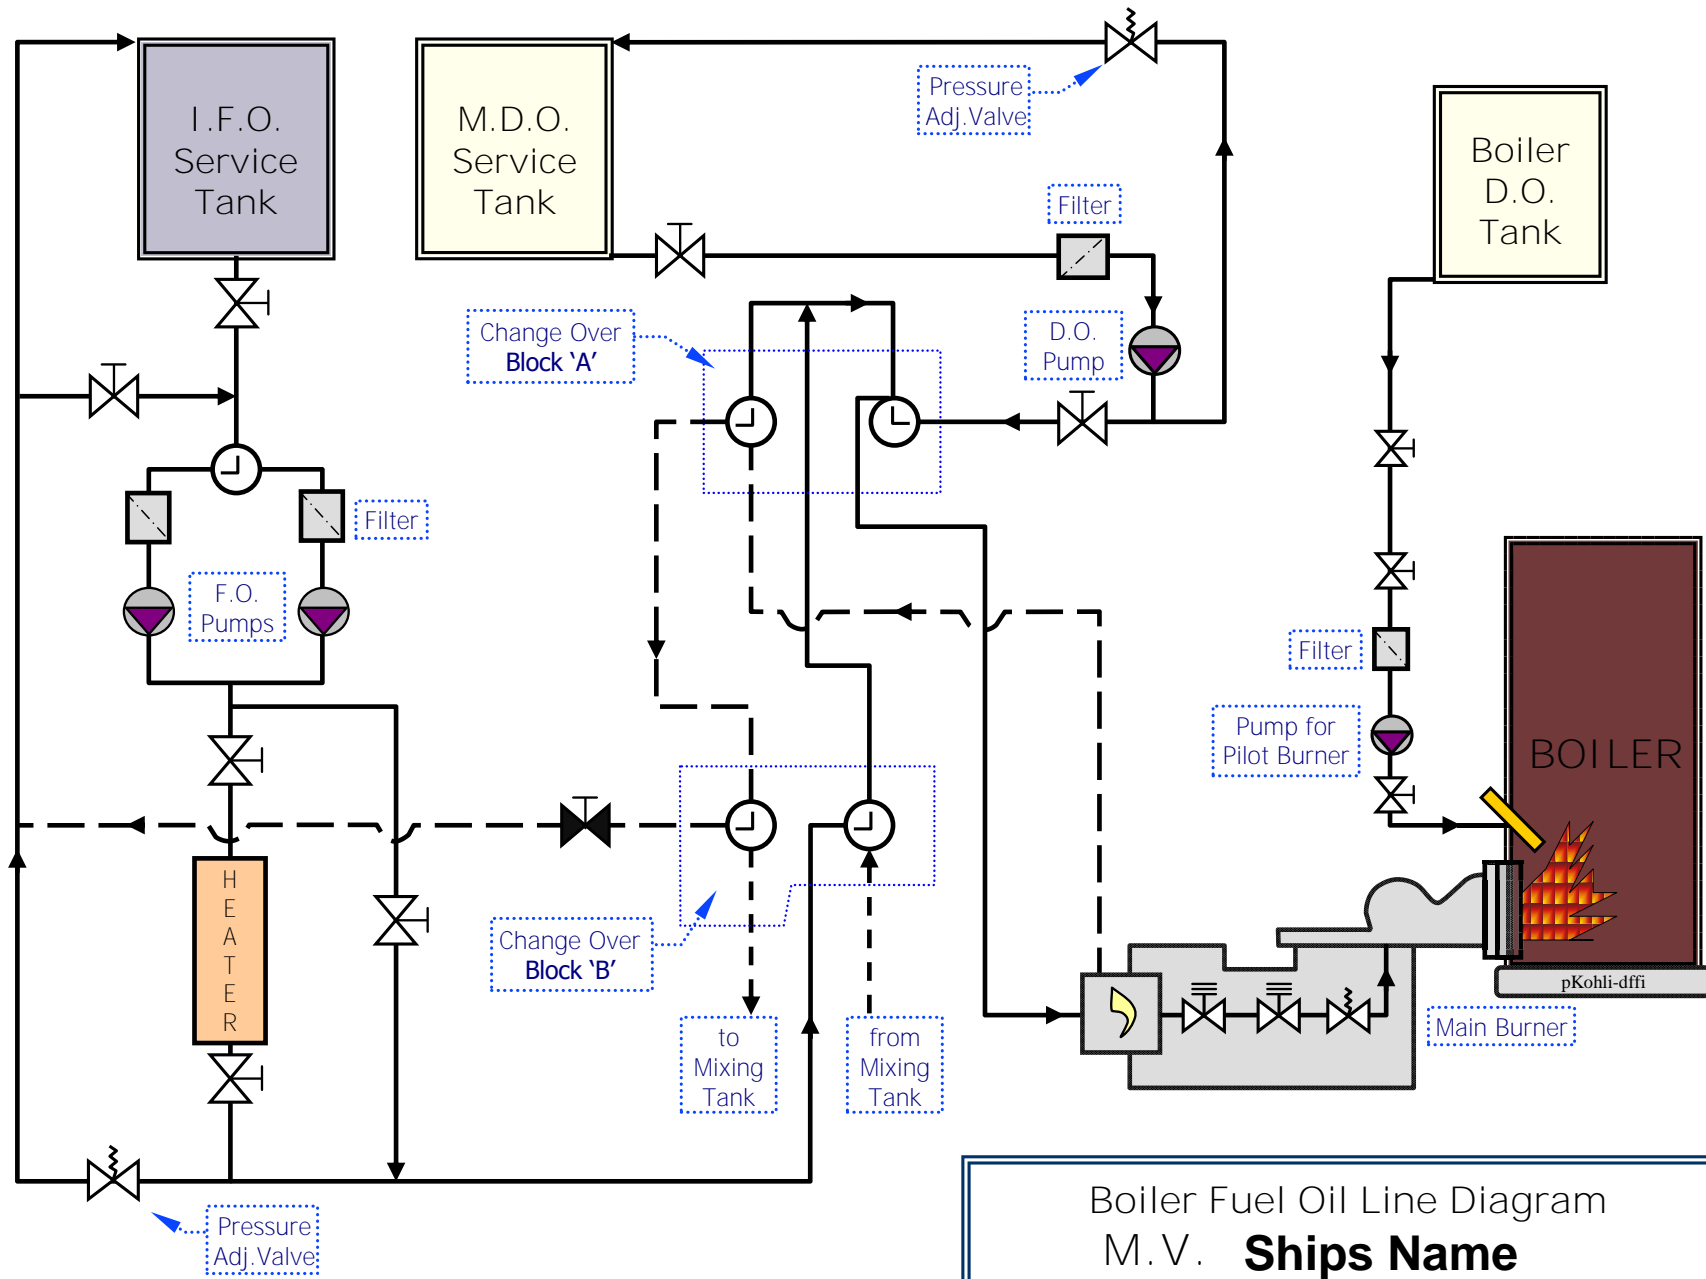 I.F.O.
Service
Tank
M.D.O.
Service
Tank
Pressure
Adj.Valve
Boiler
D.O.
Tank
Filter
Change Over
Block ‘A’
D.O.
Pump
Filter
F.O.
Pumps
Filter
Pump for
Pilot Burner
BOILER
H
E
A
T
E
R
Change Over
Block ‘B’
pKohli-dffi
Main Burner
to
Mixing
Tank
from
Mixing
Tank
Pressure
Adj.Valve
Boiler Fuel Oil Line Diagram
M.V. Ships Name